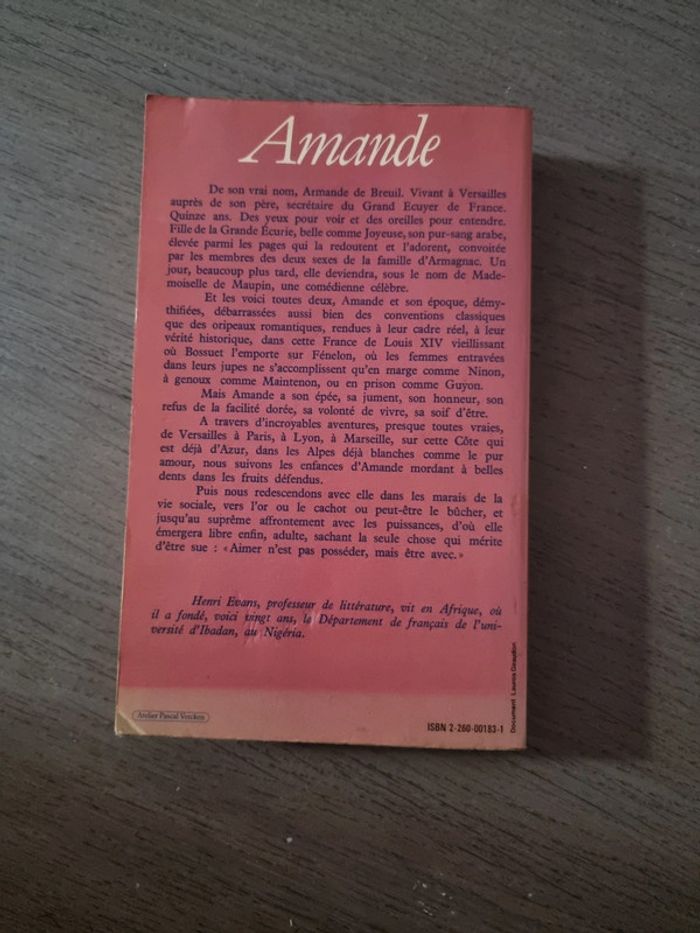 Amande
De son vrai nom, Armande de Breuil. Vivant à Versailles
auprès de son père, secrétaire du Grand Ecuyer de France.
Quinze ans. Des yeux pour voir et des oreilles pour entendre.
Fille de la Grande Écurie, belle comme Joyeuse, son pur-sang arabe,
élevée parmi les pages qui la redoutent et l'adorent, convoitée
par les membres des deux sexes de la famille d'Armagnac. Un
jour, beaucoup plus tard, elle deviendra, sous le nom de Made-
moiselle de Maupin, une comédienne célèbre.
Et les voici toutes deux, Amande et son époque, démy-
thifiées, débarrassées aussi bien des conventions classiques
que des oripeaux romantiques, rendues à leur cadre réel, à leur
vérité historique, dans cette France de Louis XIV vieillissant
où Bossuet l'emporte sur Fénelon, où les femmes entravées
dans leurs jupes ne s'accomplissent qu'en marge comme Ninon,
à genoux comme Maintenon, ou en prison comme Guyon.
Mais Amande a son épée, sa jument, son honneur, son
refus de la facilité dorée, sa volonté de vivre, sa soif d'être.
A travers d'incroyables aventures, presque toutes vraies,
de Versailles à Paris, à Lyon, à Marseille, sur cette Côte qui
est déjà d'Azur, dans les Alpes déjà blanches comme le pur
amour, nous suivons les enfances d'Amande mordant à belles
dents dans les fruits défendus.
Puis nous redescendons avec elle dans les marais de la
vie sociale, vers l'or ou le cachot ou peut-être le bûcher, et
jusqu'au suprême affrontement avec les puissances, d'où elle
émergera libre enfin, adulte, sachant la seule chose qui mérite
d'être sue : « Aimer n'est pas posséder, mais être avec. »
Henri Evans, professeur de littérature, vit en Afrique, où
il a fondé, voici vingt ans, le Département de français de l'uni-
versité d'Ibadan, au Nigéria.
Atelier Pascal Vercken
ISBN 2-260-00183-1
Document Lauros Giraudon